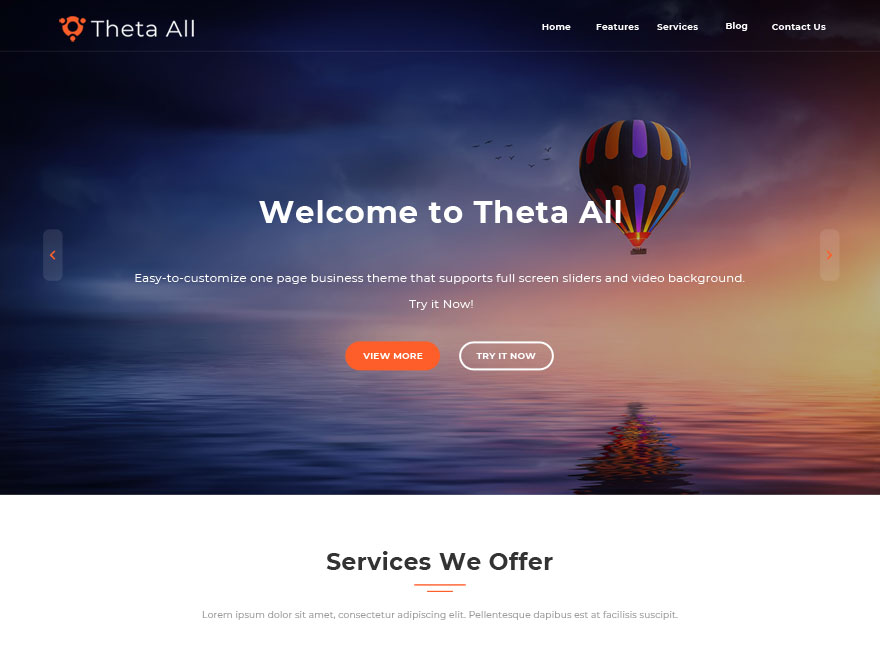 Theta All
Home Features Services Blog Contact Us
Welcome to Theta All
Easy-to-customize one page business theme that supports full screen sliders and video background.
Try it Now!
VIEW MORE TRY IT NOW
Services We Offer
Lorem ipsum dolor sit amet, consectetur adipiscing elit. Pellentesque dapibus est at facilisis suscipit.